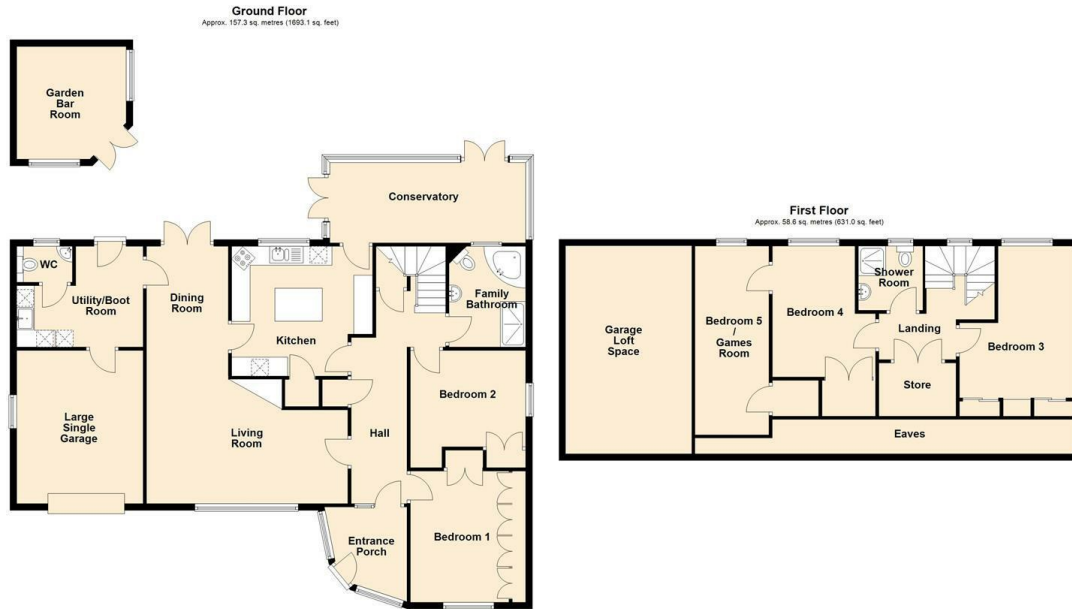 Ground Floor
Approx. 157.3 sq. metres (1693.1 sq. feet)
Garden
Bar
Room
Conservatory
WC
Utility/Boot
Room
Dining
Room
Kitchen
Family
Bathroom
Large
Single
Garage
Living
Room
Hall
Bedroom 2
Entrance
Porch
Bedroom 1
First Floor
Approx. 58.6 sq. metres (631.0 sq. feet)
Garage
Loft
Space
Bedroom 5
/
Games
Room
Bedroom 4
Shower
Room
Landing
Store
Bedroom 3
Eaves